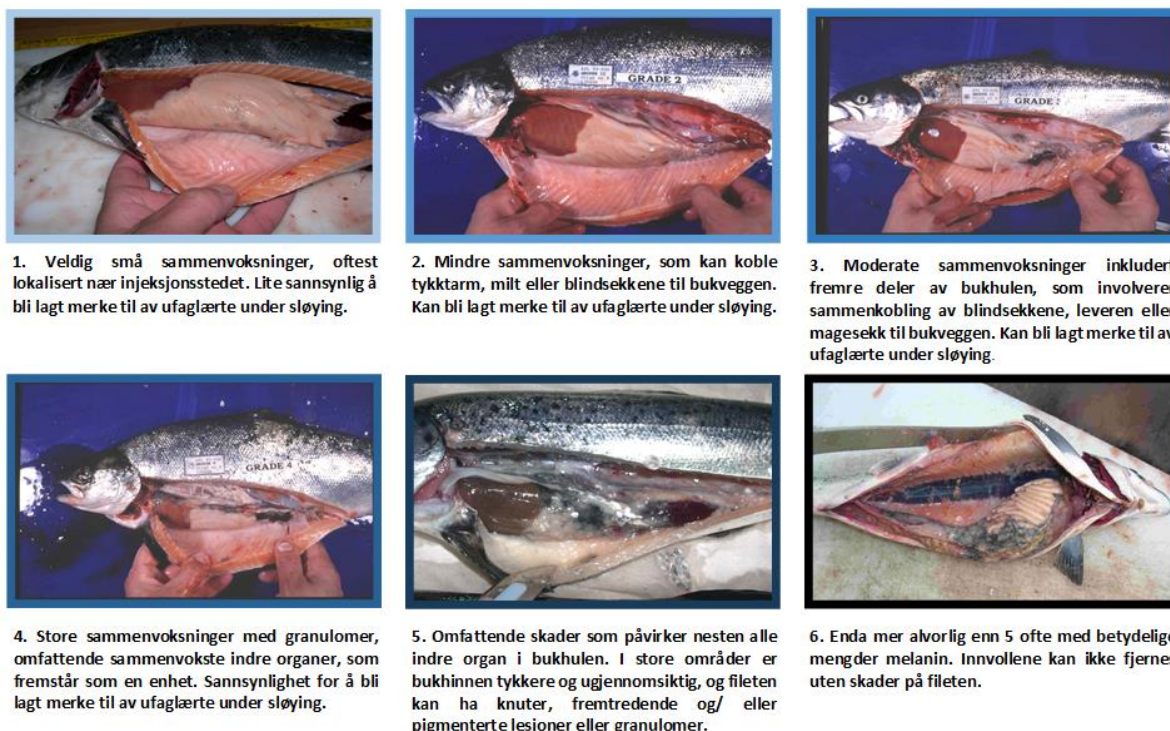 GRADE 2
GRADE
1. Veldig små sammenvoksninger, oftest
lokalisert nær injeksjonsstedet. Lite sannsynlig å
bli lagt merke til av ufaglærte under sløying.
2. Mindre sammenvoksninger, som kan koble
tykktarm, milt eller blindsekkene til bukveggen.
Kan bli lagt merke til av ufaglærte under sløying.
3. Moderate sammenvoksninger inkludert
fremre deler av bukhulen, som involverer
sammenkobling av blindsekkene, leveren eller
magesekk til bukveggen. Kan bli lagt merke til av
ufaglærte under sløying.
GRADE 4
4. Store sammenvoksninger med granulomer,
omfattende sammenvokste indre organer, som
fremstår som en enhet. Sannsynlighet for å bli
lagt merke til av ufaglærte under sløying.
5. Omfattende skader som påvirker nesten alle
indre organ i bukhulen. I store områder er
bukhinnen tykkere og ugjennomsiktig, og fileten
kan ha knuter, fremtredende og/ eller
pigmenterte lesjoner eller granulomer.
6. Enda mer alvorlig enn 5 ofte med betydelige
mengder melanin. Innvollene kan ikke fjernes
uten skader på fileten.